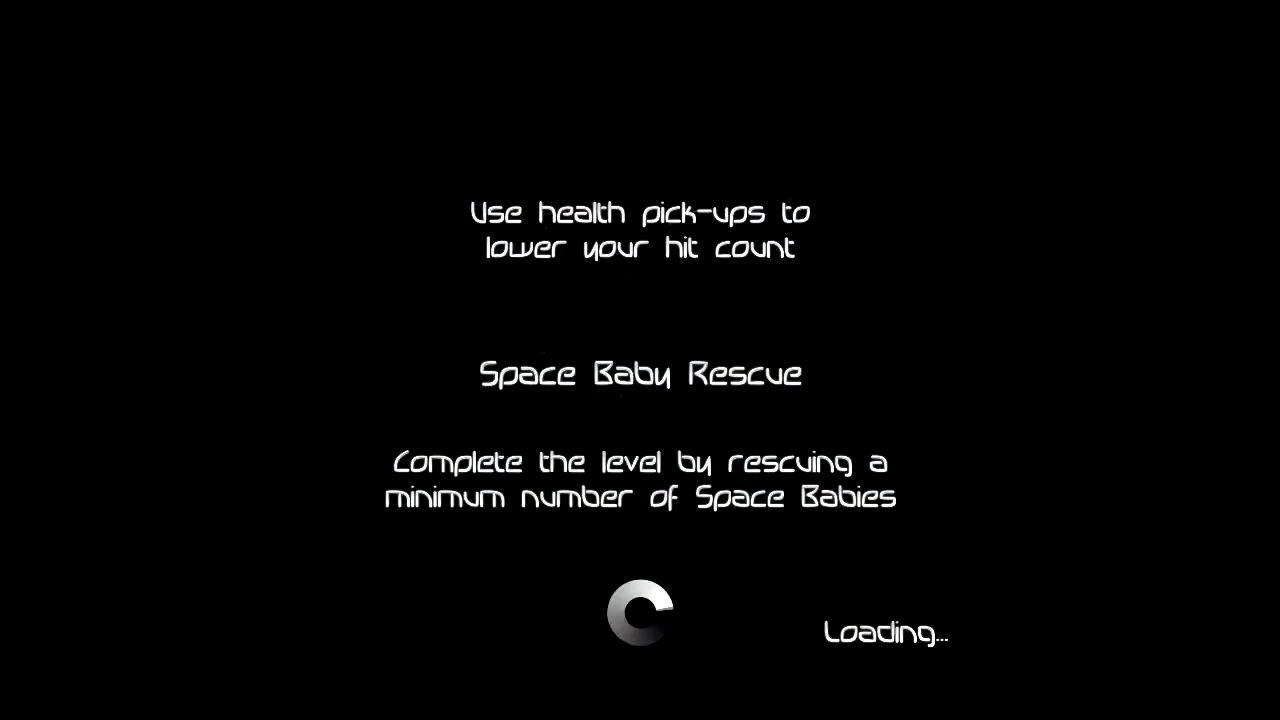 Use health pick-ups to
lower your hit count
Space Baby Rescue
Complete the level by rescuing a
minimum number of Space Babies
Loading...